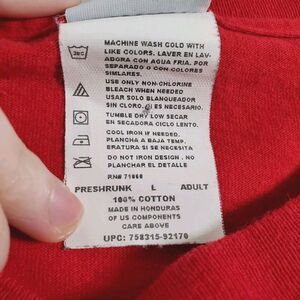 MACHINE WASH COLD WITH
LIKE COLORS. LAVER EN LAV-
ADORA CON AGUA FRIA. POR
SEPARADO O CON COLORES
SIMILARES.
USE ONLY NON-CHLORINE
BLEACH WHEN NEEDED
USAR SOLO BLANQUEADOR
SIN CLORO, SI ES NECESARIO.
TUMBLE DRY LOW SECAR
EN SECADORA CICLO LENTO.
COOL IRON IF NEEDED.
PLANCHA A BAJA TEMP.
ERATURA SI SE NECESITA
DO NOT IRON DESIGN. NO
PLANCHAR EL DETALLE
RN# 71666
PRESHRUNK L ADULT
100% COTTON
MADE IN HONDURAS
OF US COMPONENTS
CARE ABOVE
UPC: 758315-92170